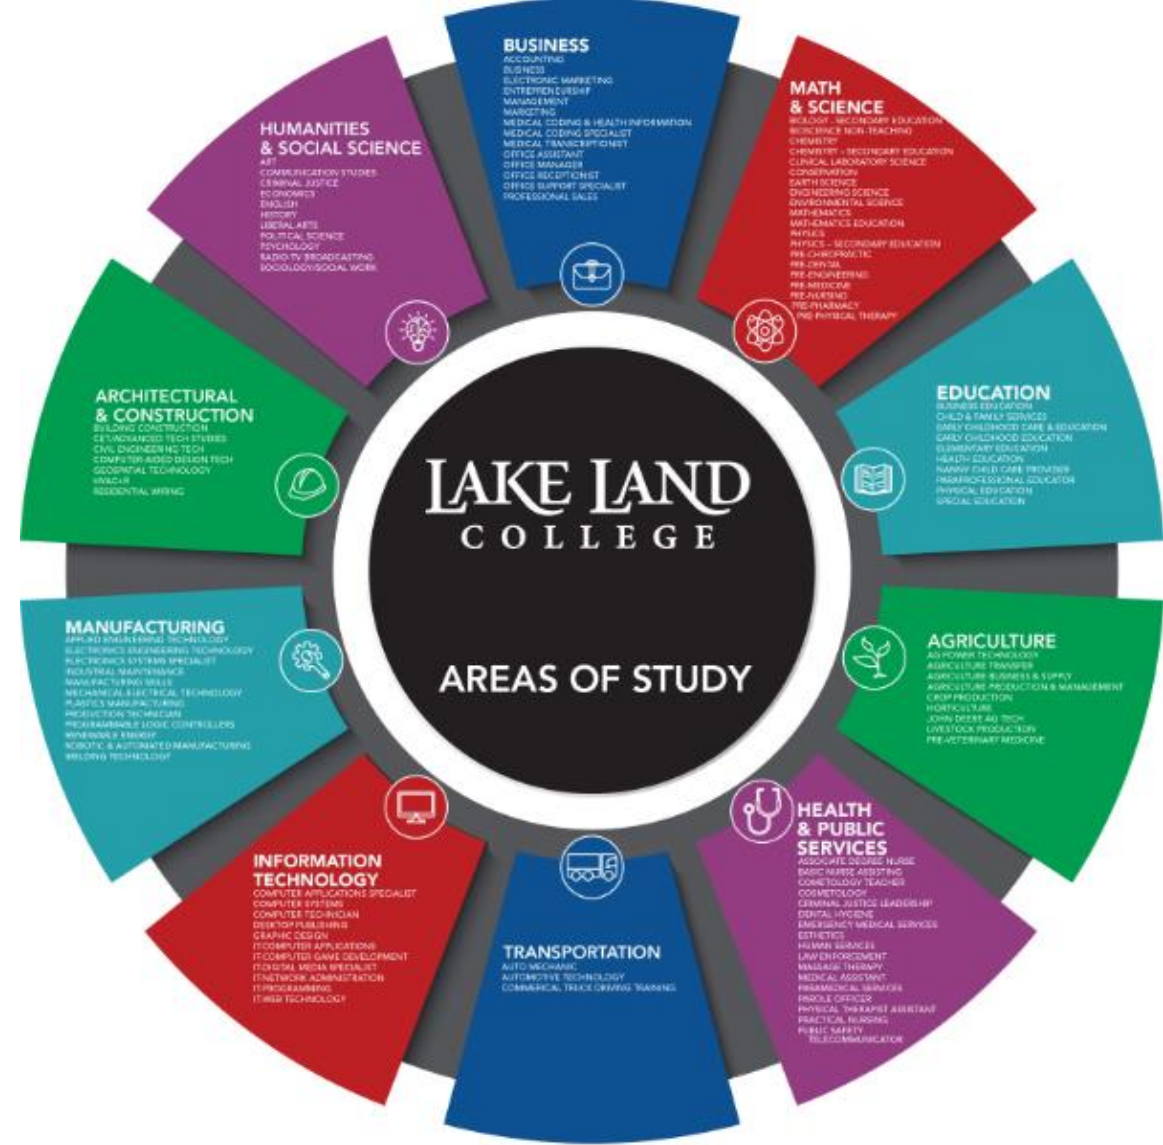 BUSINESS
ACCOUNTING
BUSINESS
ELECTRONIC MARKETING
ENTREPRENEURSHIP
MANAGEMENT
MARKETING
MEDICAL CODING & HEALTH INFORMATION
MEDICAL CODING SPECIALIST
MEDICAL TRANSCRIPTIONIST
OFFICE ASSISTANT
OFFICE MANAGER
OFFICE RECEPTIONIST
OFFICE SUPPORT SPECIALIST
PROFESSIONAL SALES
MATH
& SCIENCE
BIOLOGY - SECONDARY EDUCATION
BIOSCIENCE NON-TEACHING
CHEMISTRY
CHEMISTRY - SECONDARY EDUCATION
CLINICAL LABORATORY SCIENCE
CONSERVATION
EARTH SCIENCE
ENGINEERING SCIENCE
ENVIRONMENTAL SCIENCE
MATHEMATICS
MATHEMATICS EDUCATION
PHYSICS
PHYSICS - SECONDARY EDUCATION
PRE-CHIROPRACTIC
PRE-DENTAL
PRE-ENGINEERING
PRE-MEDICINE
PRE-NURSING
PRE-PHARMACY
PRE-PHYSICAL THERAPY
EDUCATION
BUSINESS EDUCATION
CHILD & FAMILY SERVICES
EARLY CHILDHOOD CARE & EDUCATION
EARLY CHILDHOOD EDUCATION
ELEMENTARY EDUCATION
HEALTH EDUCATION
NANNY CHILD CARE PROVIDER
PARAPROFESSIONAL EDUCATOR
PHYSICAL EDUCATION
SPECIAL EDUCATION
AGRICULTURE
AG POWER TECHNOLOGY
AGRICULTURE TRANSFER
AGRICULTURE BUSINESS & SUPPLY
AGRICULTURE PRODUCTION & MANAGEMENT
CROP PRODUCTION
HORTICULTURE
JOHN DEERE AG TECH
LIVESTOCK PRODUCTION
PRE-VETERINARY MEDICINE
HEALTH
& PUBLIC
SERVICES
ASSOCIATE DEGREE NURSE
BASIC NURSE ASSISTING
COSMETOLOGY TEACHER
COSMETOLOGY
CRIMINAL JUSTICE LEADERSHIP
DENTAL HYGIENE
EMERGENCY MEDICAL SERVICES
ESTHETICS
HUMAN SERVICES
LAW ENFORCEMENT
MASSAGE THERAPY
MEDICAL ASSISTANT
PARAMEDICAL SERVICES
PAROLE OFFICER
PHYSICAL THERAPIST ASSISTANT
PRACTICAL NURSING
PUBLIC SAFETY
TELECOMMUNICATOR
TRANSPORTATION
AUTO MECHANIC
AUTOMOTIVE TECHNOLOGY
COMMERICAL TRUCK DRIVING TRAINING
INFORMATION
TECHNOLOGY
COMPUTER APPLICATIONS SPECIALIST
COMPUTER SYSTEMS
COMPUTER TECHNICIAN
DESKTOP PUBLISHING
GRAPHIC DESIGN
IT-COMPUTER APPLICATIONS
IT-COMPUTER GAME DEVELOPMENT
IT-DIGITAL MEDIA SPECIALIST
IT-NETWORK ADMINISTRATION
IT-PROGRAMMING
IT-WEB TECHNOLOGY
MANUFACTURING
APPLIED ENGINEERING TECHNOLOGY
ELECTRONICS ENGINEERING TECHNOLOGY
ELECTRONICS SYSTEMS SPECIALIST
INDUSTRIAL MAINTENANCE
MANUFACTURING SKILLS
MECHANICAL-ELECTRICAL TECHNOLOGY
PLASTICS MANUFACTURING
PRODUCTION TECHNICIAN
PROGRAMMABLE LOGIC CONTROLLERS
RENEWABLE ENERGY
ROBOTIC & AUTOMATED MANUFACTURING
WELDING TECHNOLOGY
ARCHITECTURAL
& CONSTRUCTION
BUILDING CONSTRUCTION
CET/ADVANCED TECH STUDIES
CIVIL ENGINEERING TECH
COMPUTER-AIDED DESIGN TECH
GEOSPATIAL TECHNOLOGY
HVAC+R
RESIDENTIAL WIRING
HUMANITIES
& SOCIAL SCIENCE
ART
COMMUNICATION STUDIES
CRIMINAL JUSTICE
ECONOMICS
ENGLISH
HISTORY
LIBERAL ARTS
POLITICAL SCIENCE
PSYCHOLOGY
RADIO-TV BROADCASTING
SOCIOLOGY/SOCIAL WORK
LAKE LAND
COLLEGE
AREAS OF STUDY